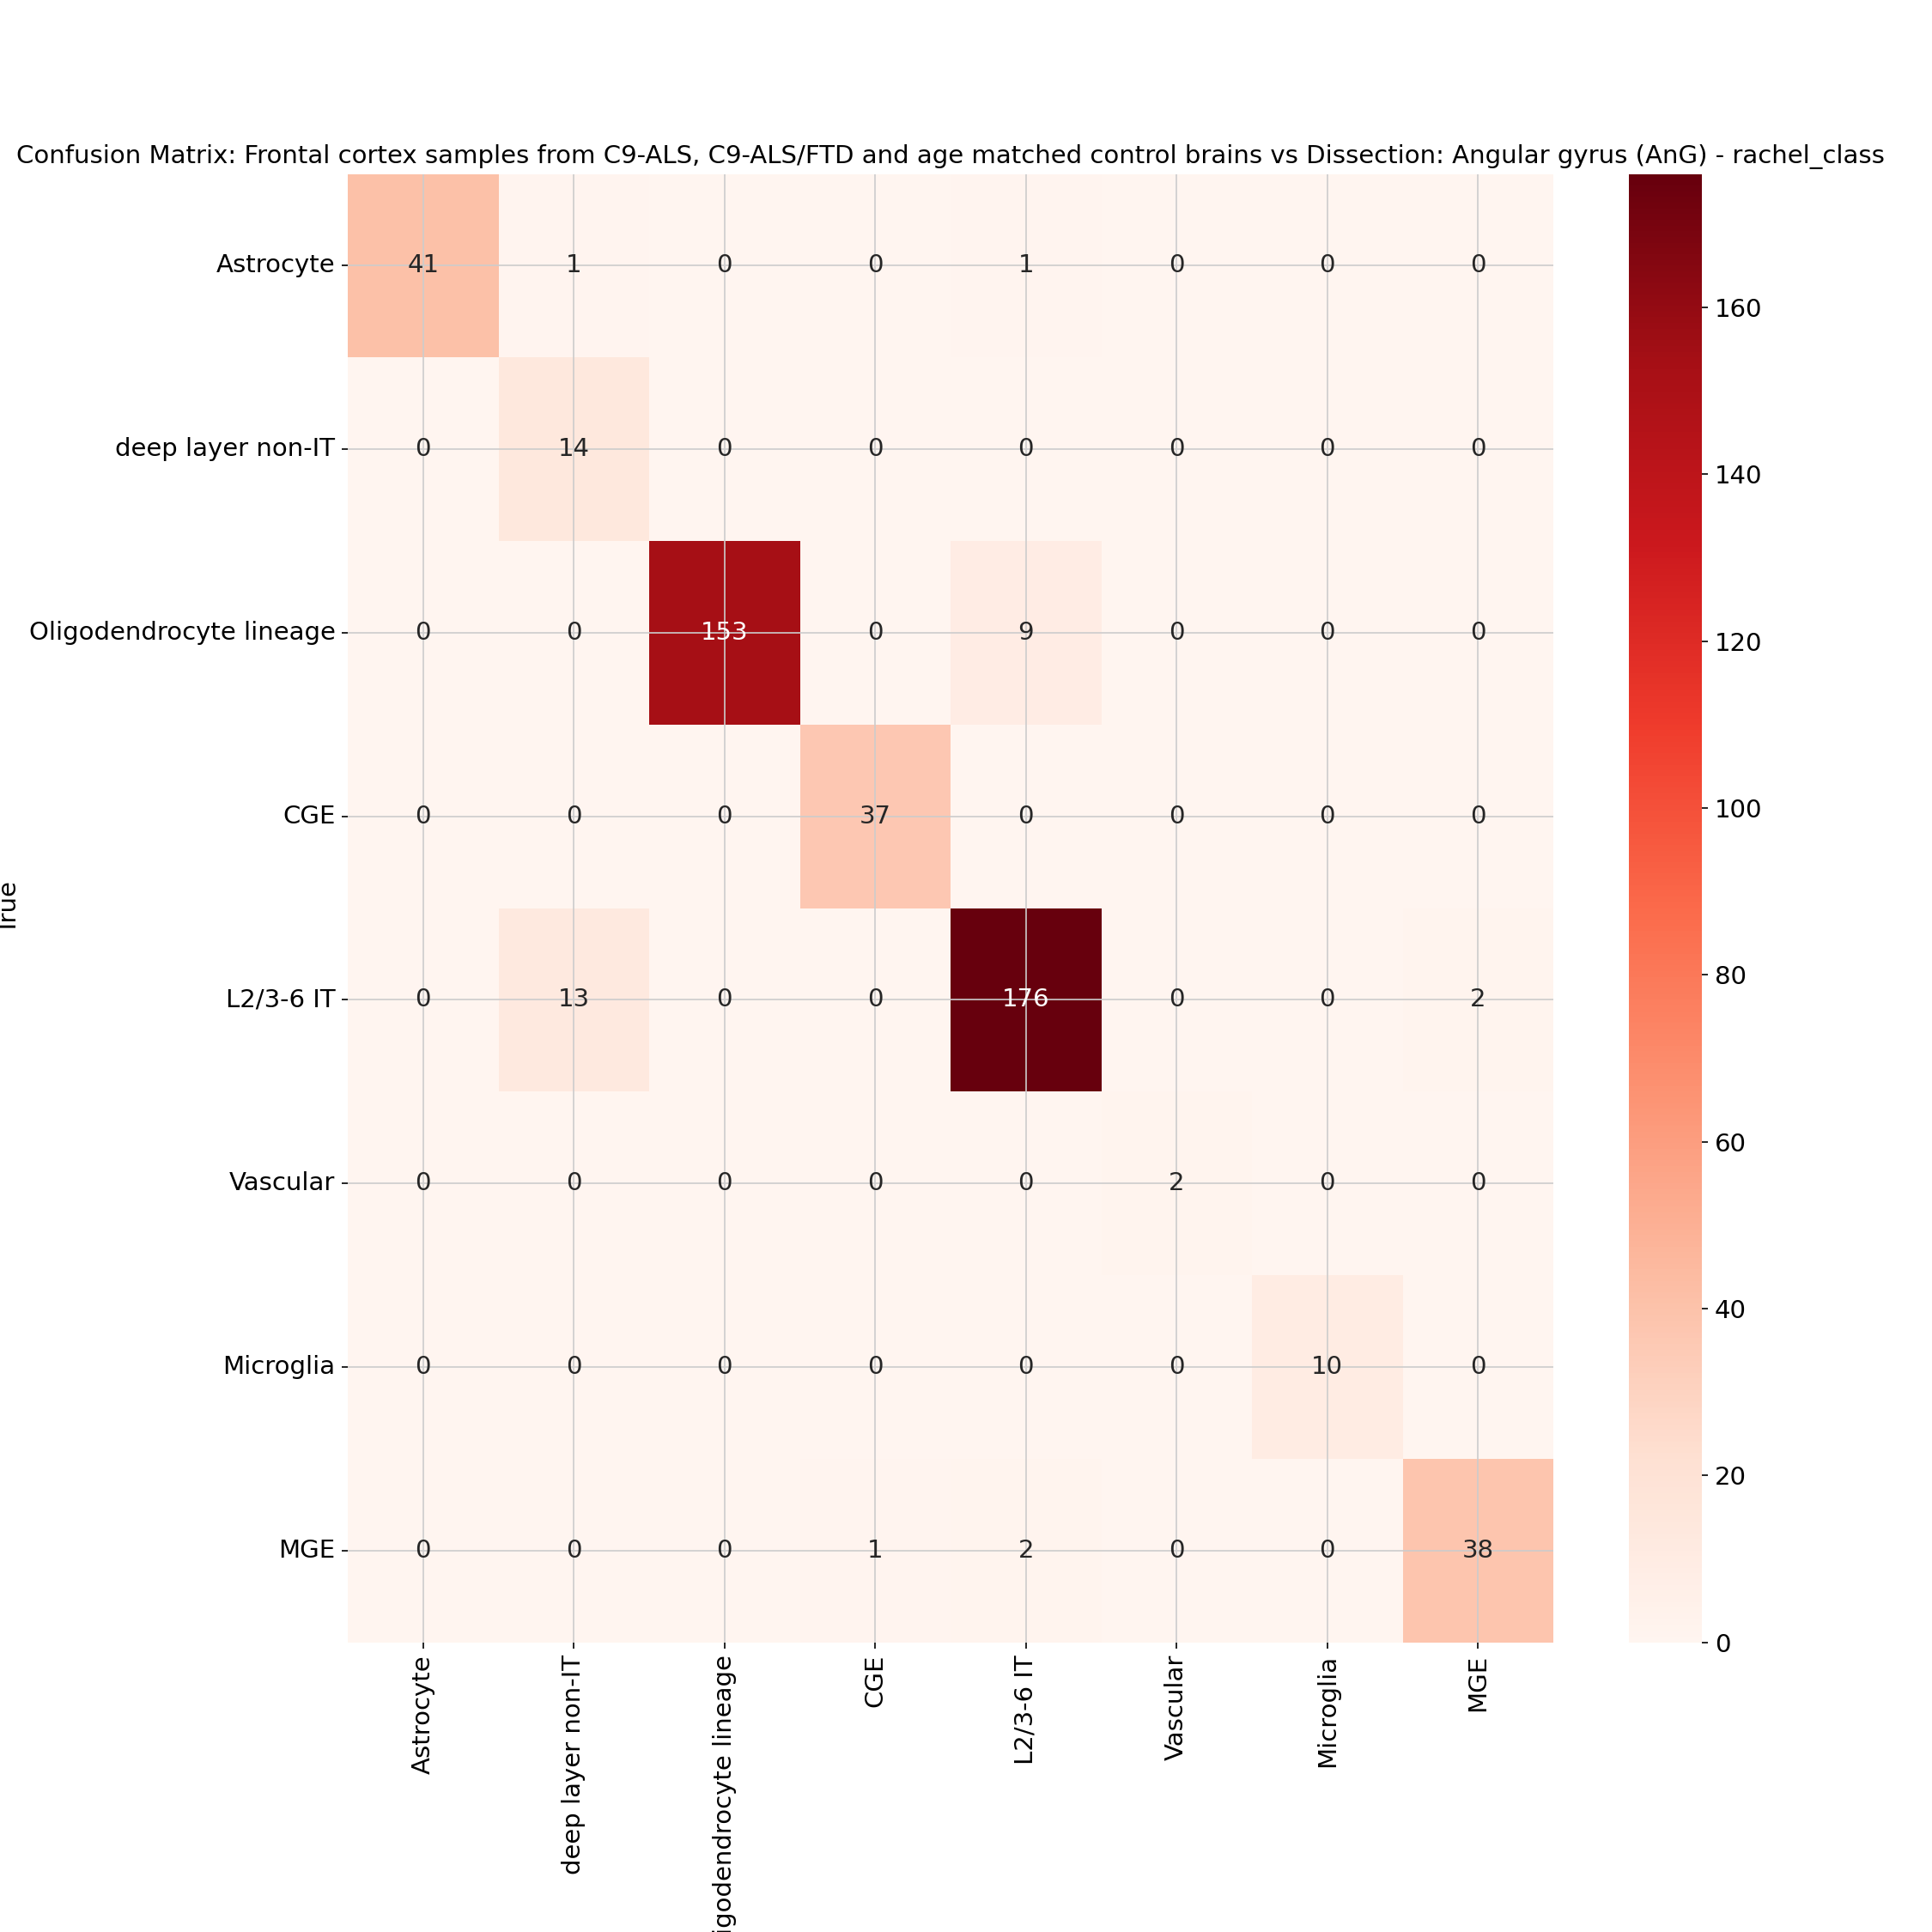 Confusion Matrix: Frontal cortex samples from C9-ALS, C9-ALS/FTD and age matched control brains vs Dissection: Angular gyrus (AnG) - rachel_class
Astrocyte 41 1 0 0 1 0 0 0
deep layer non-IT 0 14 0 0 0 0 0 0
Oligodendrocyte lineage 0 0 153 0 9 0 0 0
CGE 0 0 0 37 0 0 0 0
L2/3-6 IT 0 13 0 0 176 0 0 2
Vascular 0 0 0 0 0 2 0 0
Microglia 0 0 0 0 0 0 10 0
MGE 0 0 0 1 2 0 0 38
True
Astrocyte
deep layer non-IT
igodendrocyte lineage
CGE
L2/3-6 IT
Vascular
Microglia
MGE
160
140
120
100
80
60
40
20
0